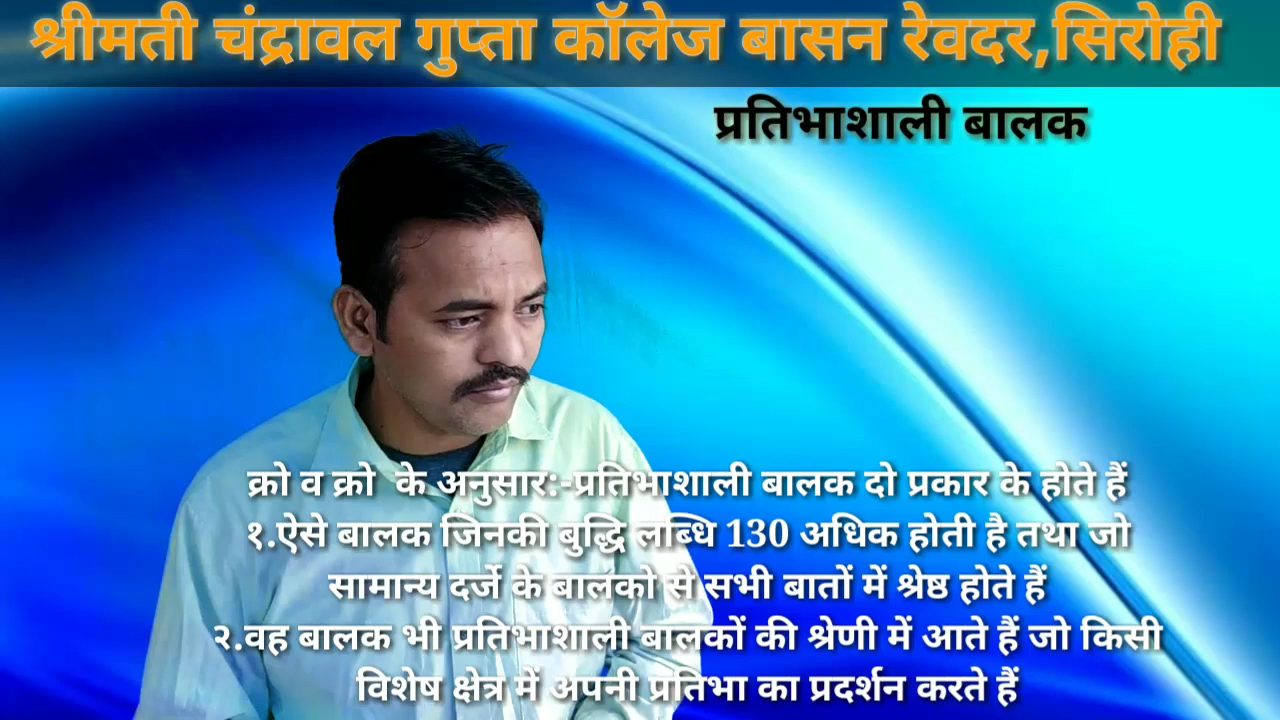 श्रीमती चंद्रावल गुप्ता कॉलेज बासन रेवदर,सिरोही
प्रतिभाशाली बालक
क्रो व क्रो के अनुसार:-प्रतिभाशाली बालक दो प्रकार के होते हैं
१.ऐसे बालक जिनकी बुद्धि लब्धि 130 अधिक होती है तथा जो
सामान्य दर्जे के बालको से सभी बातों में श्रेष्ठ होते हैं
२.वह बालक भी प्रतिभाशाली बालकों की श्रेणी में आते हैं जो किसी
विशेष क्षेत्र में अपनी प्रतिभा का प्रदर्शन करते हैं